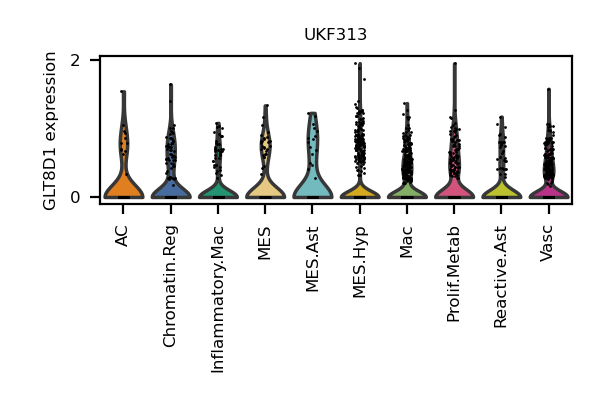 UKF313
GLT8D1 expression
2
0
AC
Chromatin.Reg
Inflammatory.Mac
MES
MES.Ast
MES.Hyp
Mac
Prolif.Metab
Reactive.Ast
Vasc